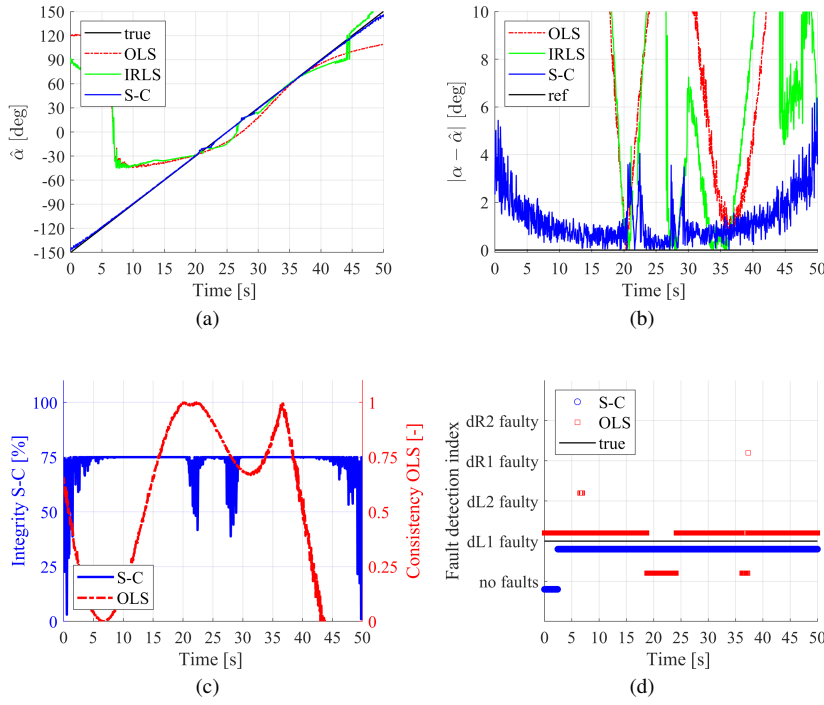 150
120
90
60
30
0
-30
-60
-90
-120
-150
α̂ [deg]
true
OLS
IRLS
S-C
0 5 10 15 20 25 30 35 40 45 50
Time [s]
(a)
10
8
6
4
2
0
|α − α̂| [deg]
OLS
IRLS
S-C
ref
0 5 10 15 20 25 30 35 40 45 50
Time [s]
(b)
100
75
50
25
0
Integrity S-C [%]
1
0.75
0.5
0.25
0
Consistency OLS [-]
S-C
OLS
0 5 10 15 20 25 30 35 40 45 50
Time [s]
(c)
Fault detection index
dR2 faulty
dR1 faulty
dL2 faulty
dL1 faulty
no faults
S-C
OLS
true
0 5 10 15 20 25 30 35 40 45 50
Time [s]
(d)